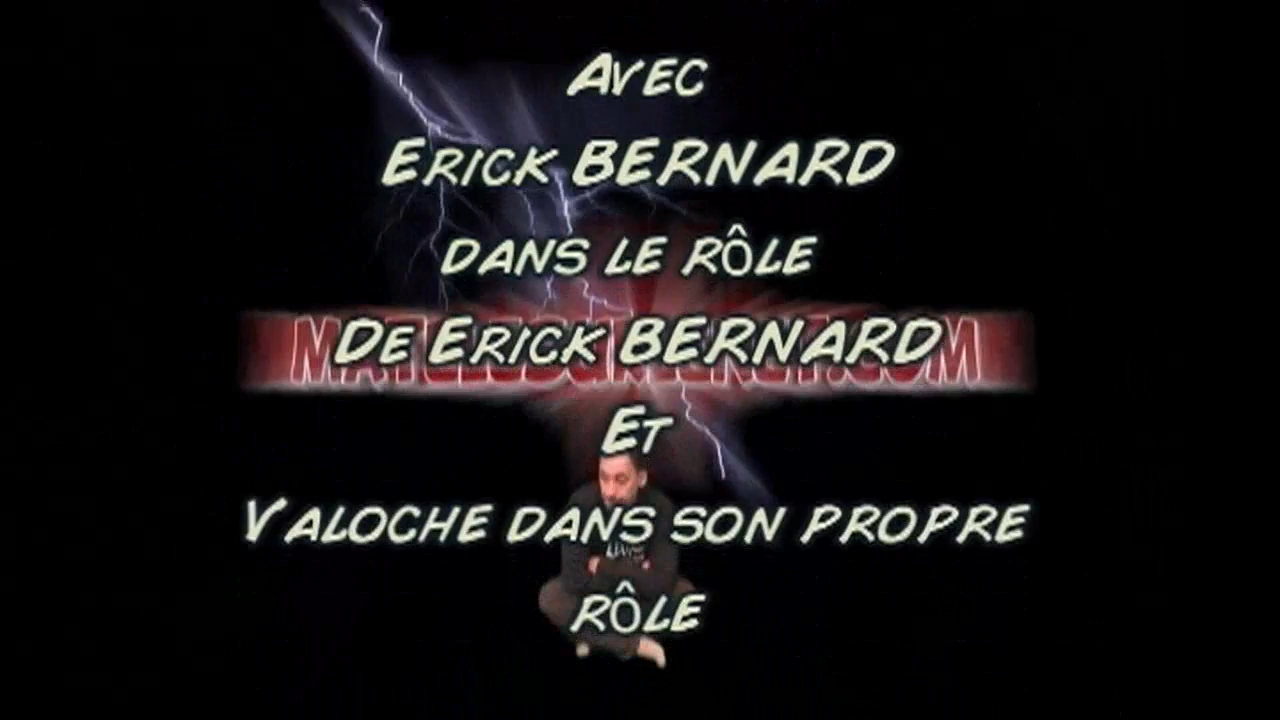 Avec
Erick BERNARD
dans le rôle
De Erick BERNARD
Et
Valoche dans son propre
rôle